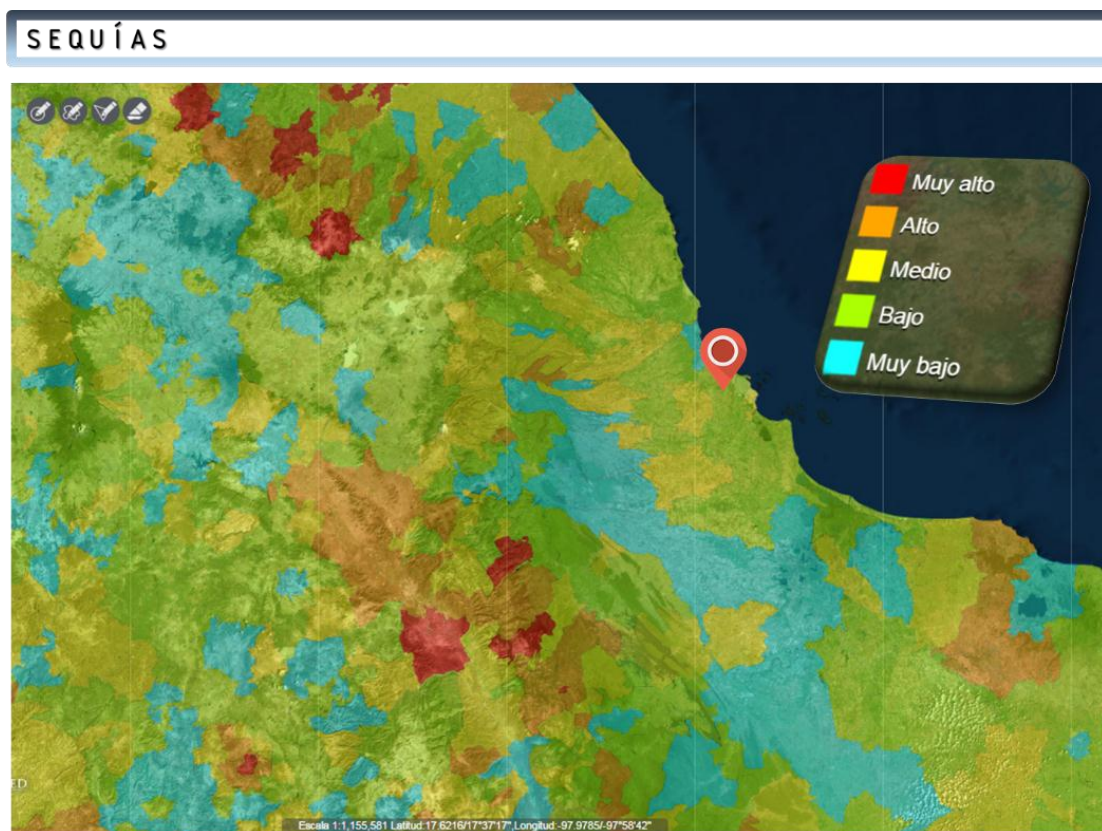 SEQUÍAS
Muy alto
Alto
Medio
Bajo
Muy bajo
ED
Escala 1:1,155,581 Latitud:17.6216/17°37'17",Longitud:-97.9785/-97°58'42"